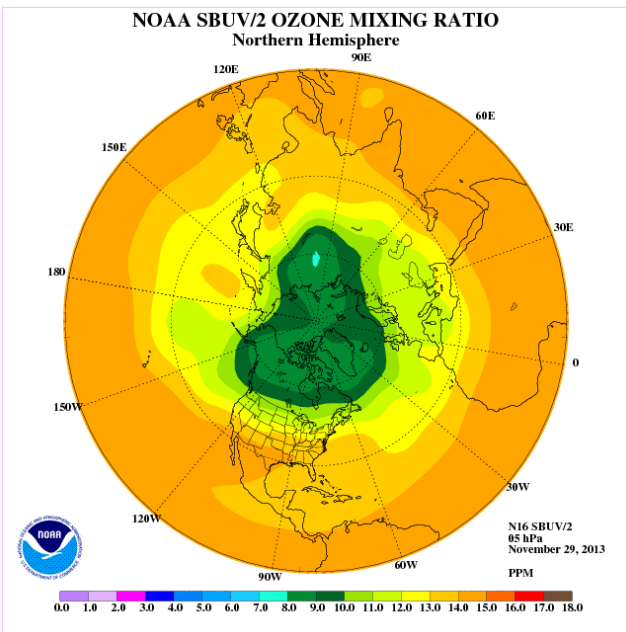 NOAA SBUV/2 OZONE MIXING RATIO
Northern Hemisphere
90E
120E
60E
150E
30E
180
0
150W
30W
120W
60W
90W
NOAA
N16 SBUV/2
05 hPa
November 29, 2013
PPM
0.0 1.0 2.0 3.0 4.0 5.0 6.0 7.0 8.0 9.0 10.0 11.0 12.0 13.0 14.0 15.0 16.0 17.0 18.0